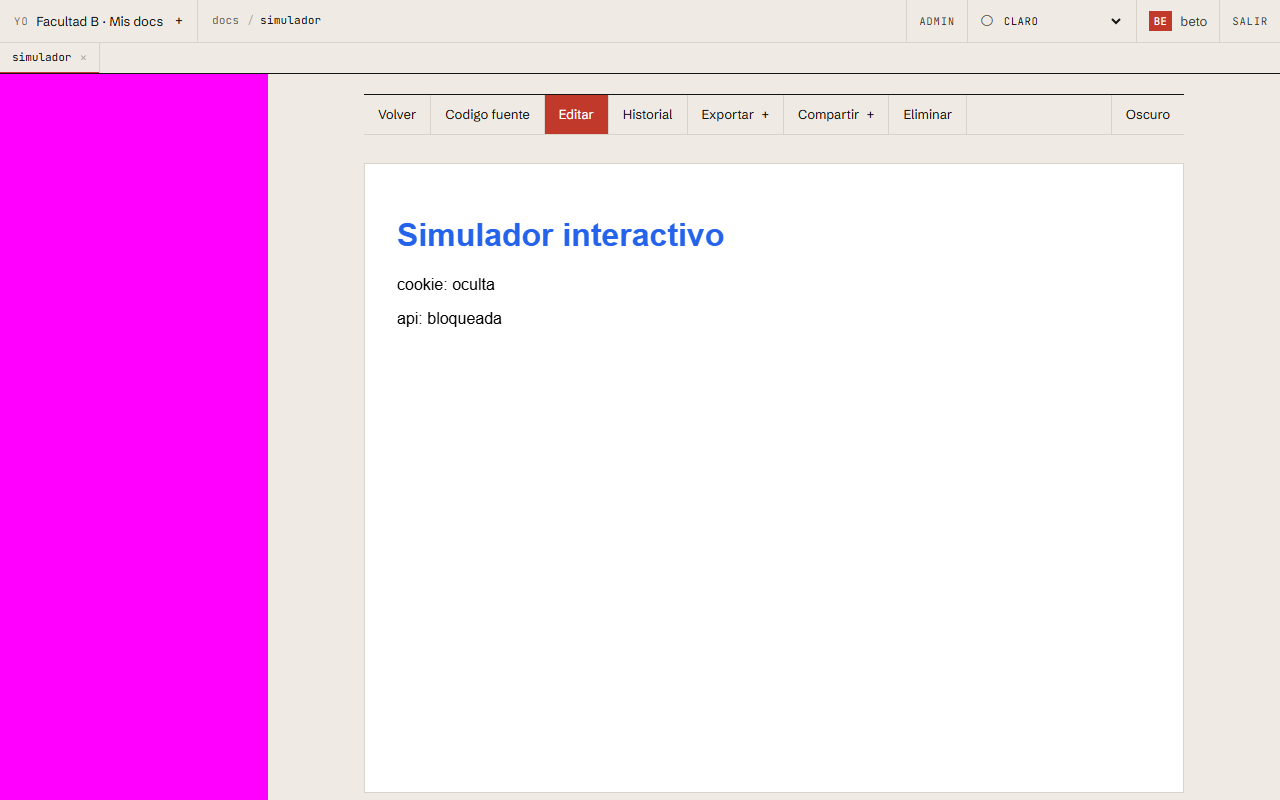 YO Facultad B · Mis docs + docs / simulador ADMIN CLARO BE beto SALIR
simulador ×
Volver Codigo fuente Editar Historial Exportar + Compartir + Eliminar Oscuro
Simulador interactivo
cookie: oculta
api: bloqueada